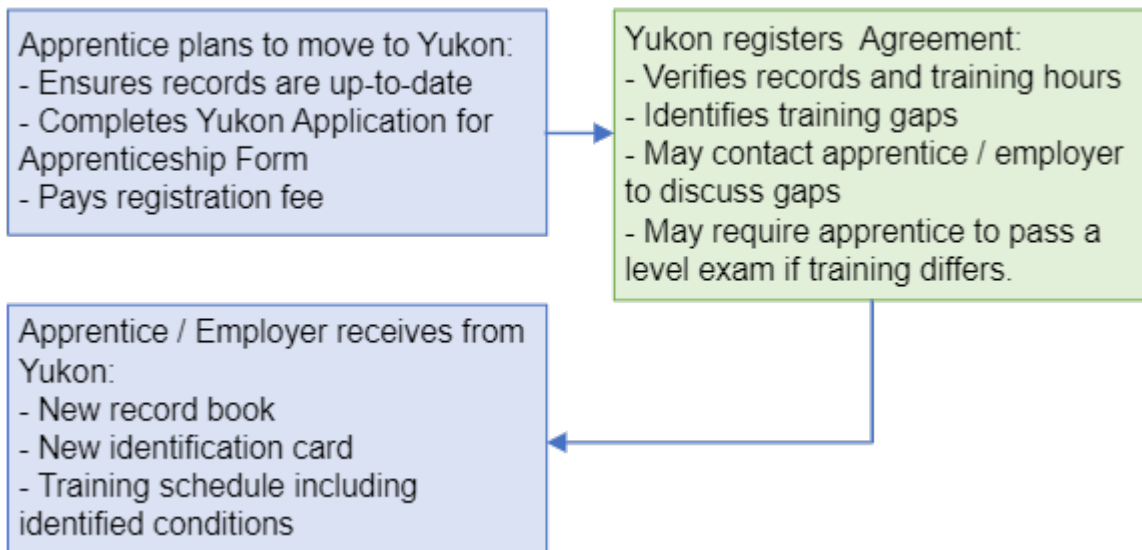 Apprentice plans to move to Yukon:
- Ensures records are up-to-date
- Completes Yukon Application for
Apprenticeship Form
- Pays registration fee
Yukon registers  Agreement:
- Verifies records and training hours
- Identifies training gaps
- May contact apprentice / employer
to discuss gaps
- May require apprentice to pass a
level exam if training differs.
Apprentice / Employer receives from
Yukon:
- New record book
- New identification card
- Training schedule including
identified conditions